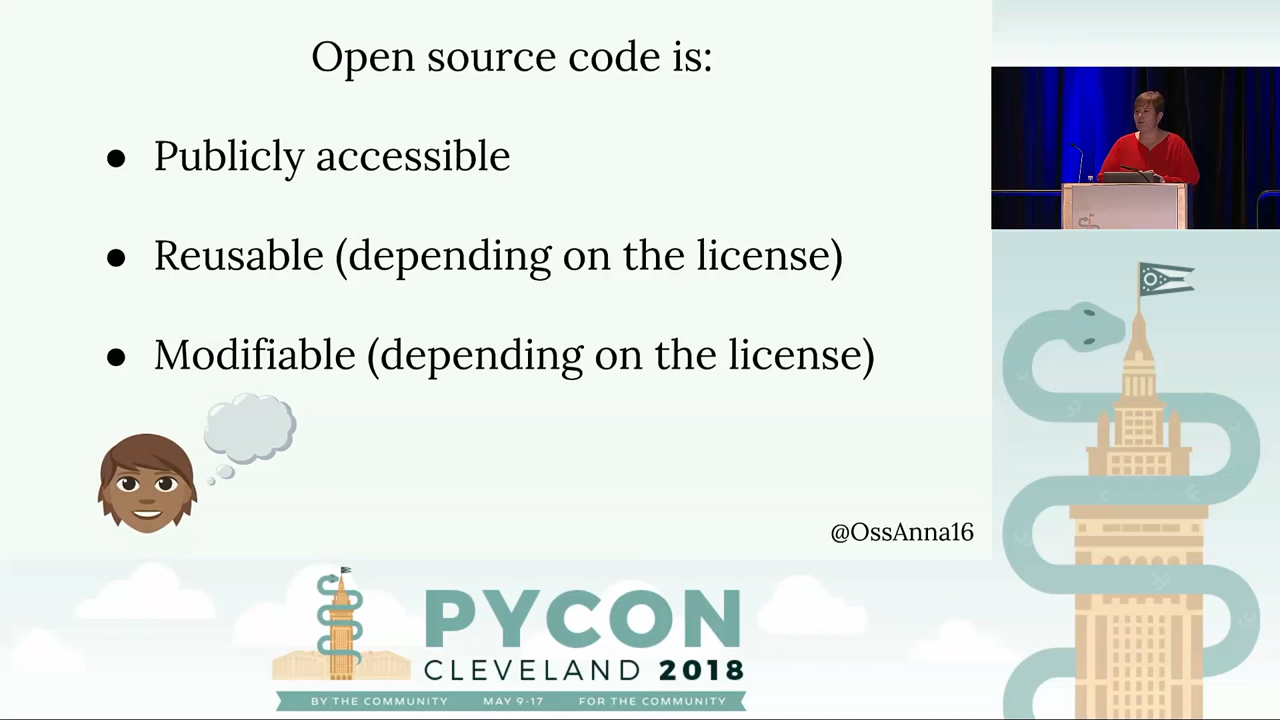 Open source code is:
● Publicly accessible
● Reusable (depending on the license)
● Modifiable (depending on the license)
@OssAnna16
PYCON
CLEVELAND 2018
BY THE COMMUNITY MAY 9-17 FOR THE COMMUNITY